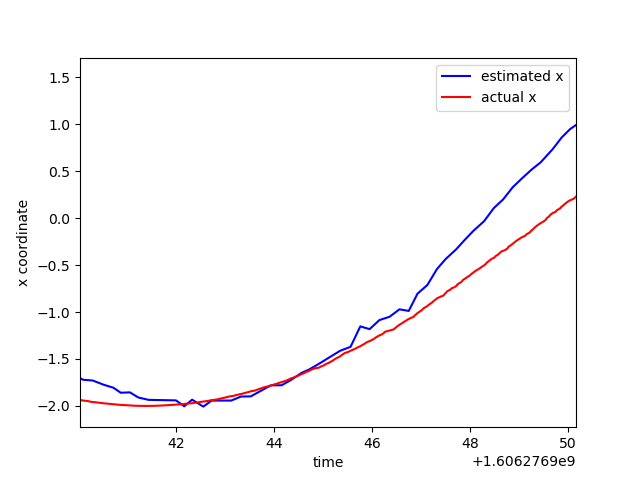 estimated x
actual x
1.5
1.0
0.5
0.0
−0.5
−1.0
−1.5
−2.0
x coordinate
42 44 46 48 50
time
+1.6062769e9